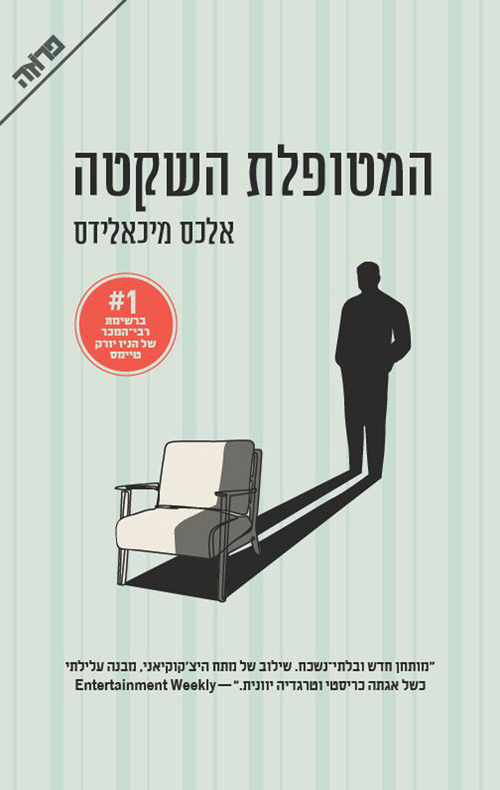 פראג
המטופלת השקטה
אלכס מיכאלידס
#1
ברשימת
רבי־המכר
של הניו יורק
טיימס
"מותחן חדש ובלתי־נשכח. שילוב של מתח היצ'קוקיאני, מבנה עלילתי
כשל אגתה כריסטי וטרגדיה יוונית." — Entertainment Weekly